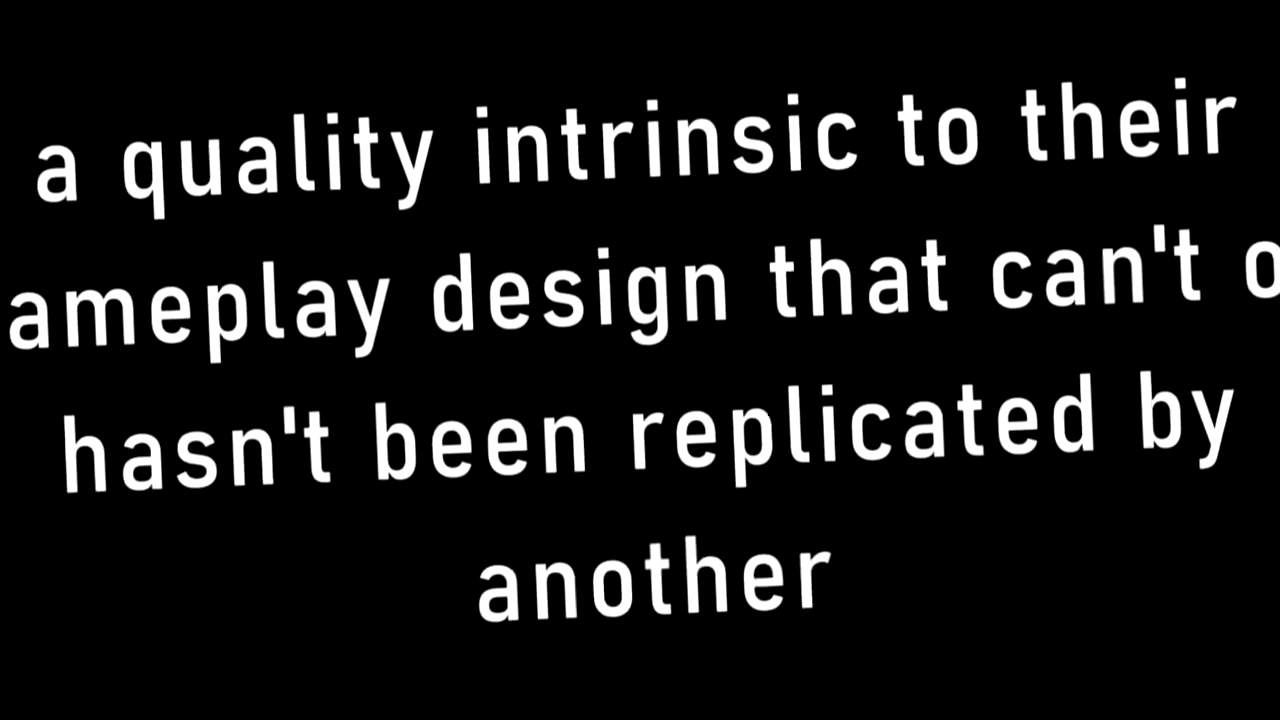 a quality intrinsic to their
ameplay design that can't o
hasn't been replicated by
another